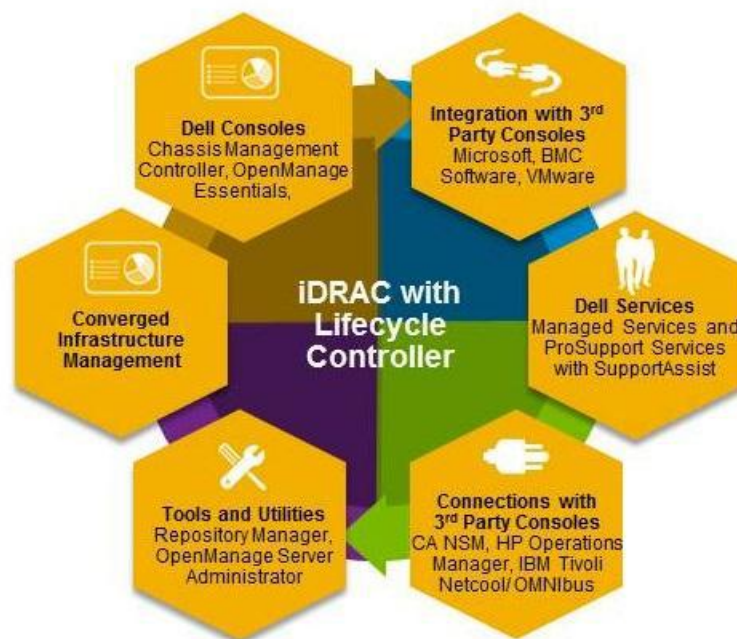 Dell Consoles
Chassis Management
Controller, OpenManage
Essentials,
Integration with 3rd
Party Consoles
Microsoft, BMC
Software, VMware
Converged
Infrastructure
Management
iDRAC with
Lifecycle
Controller
Dell Services
Managed Services and
ProSupport Services
with SupportAssist
Tools and Utilities
Repository Manager,
OpenManage Server
Administrator
Connections with
3rd Party Consoles
CA NSM, HP Operations
Manager, IBM Tivoli
Netcool/ OMNIbus